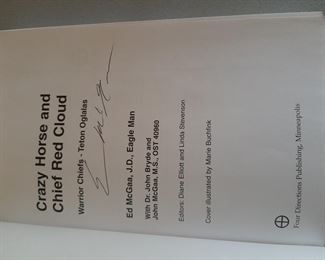 Crazy Horse and
Chief Red Cloud
Warrior Chiefs - Teton Oglalas
Ed McGaa, J.D., Eagle Man
With Dr. John Bryde and
John McGaa, M.S., OST 40960
Editors: Diane Elliott and Linda Stevenson
Cover illustrated by Marie Buchfink
Four Directions Publishing, Minneapolis